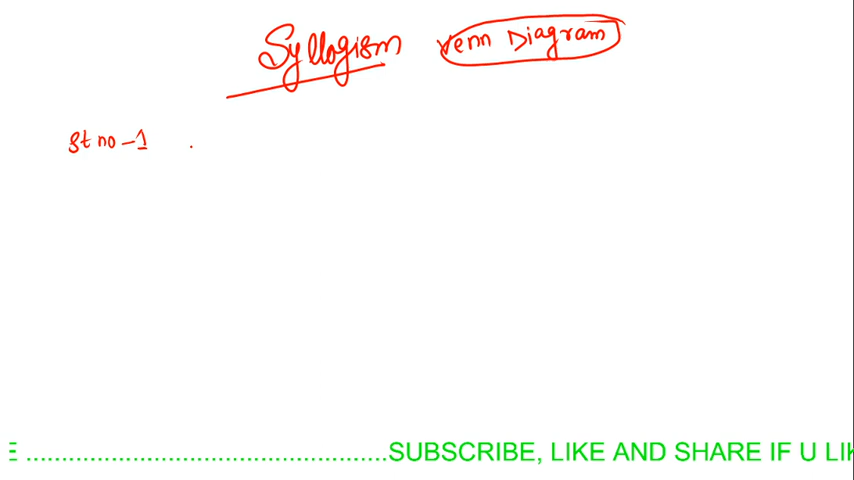 Syllogism venn Diagram
St no - 1
E ..................................................SUBSCRIBE, LIKE AND SHARE IF U LIK